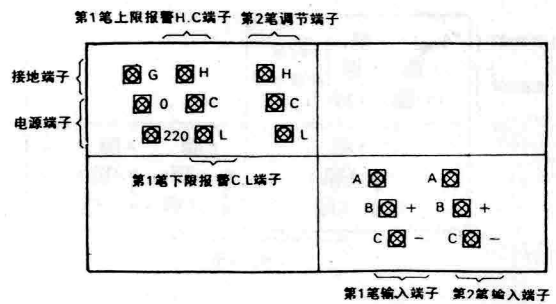 第1笔上限报警H.C端子 第2笔调节端子
接地端子 G H H
电源端子 0 C C
220 L L
第1笔下限报警C.L端子
A A
B + B +
C - C -
第1笔输入端子 第2笔输入端子